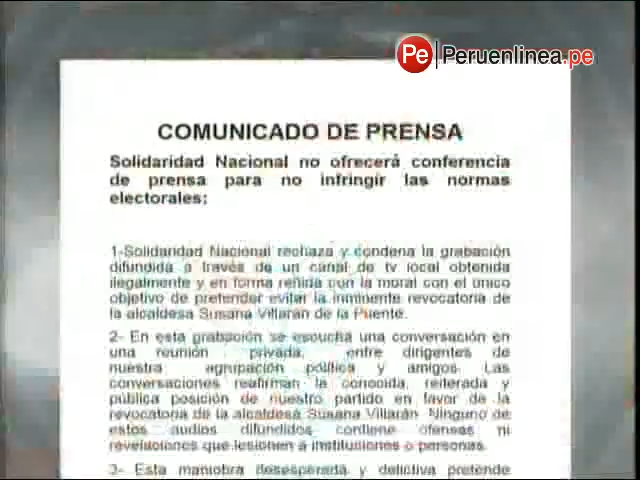 Pe Peruenlinea.pe
COMUNICADO DE PRENSA
Solidaridad Nacional no ofrecerá conferencia
de prensa para no infringir las normas
electorales:
1-Solidaridad Nacional rechaza y condena la grabación
difundida a través de un canal de tv local obtenida
ilegalmente y en forma reñida con la moral con el único
objetivo de pretender evitar la inminente revocatoria de
la alcaldesa Susana Villarán de la Puente.
2- En esta grabación se escucha una conversación en
una reunión privada, entre dirigentes de
nuestra agrupación política y amigos. Las
conversaciones reafirman la conocida, reiterada y
pública posición de nuestro partido en favor de la
revocatoria de la alcaldesa Susana Villarán. Ninguno de
estos audios difundidos contiene ofensas ni
revelaciones que lesionen a instituciones o personas.
3- Esta maniobra desesperada y delictiva pretende